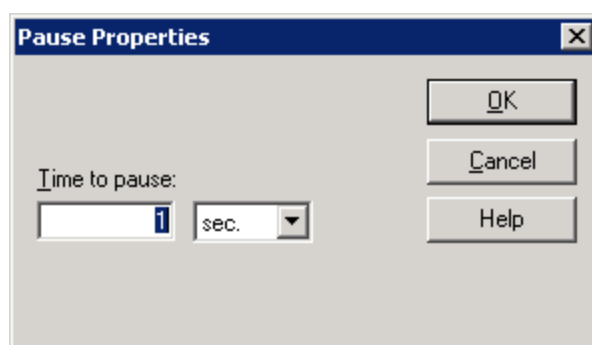 Pause Properties
OK
Cancel
Time to pause:
1 sec.
Help